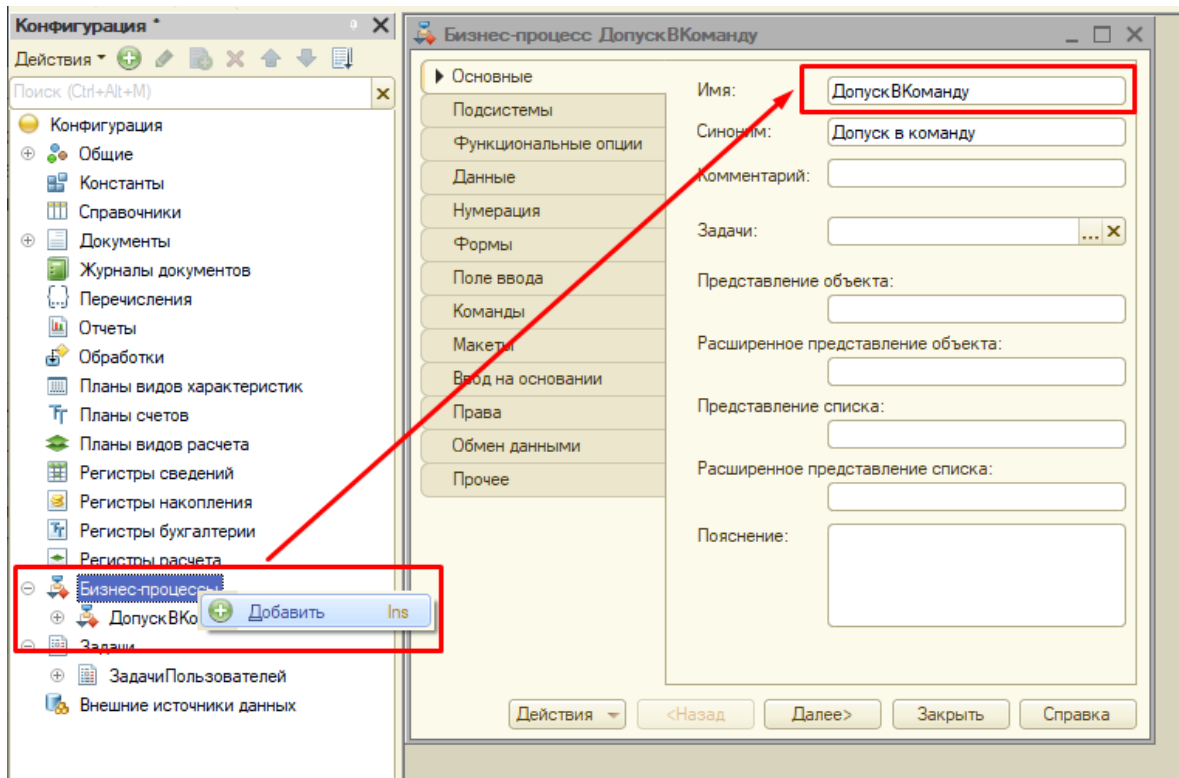 Конфигурация *
Действия
Поиск (Ctrl+Alt+M)
Конфигурация
Общие
Константы
Справочники
Документы
Журналы документов
Перечисления
Отчеты
Обработки
Планы видов характеристик
Планы счетов
Планы видов расчета
Регистры сведений
Регистры накопления
Регистры бухгалтерии
Регистры расчета
Бизнес-процессы
ДопускВКо
Добавить Ins
Задачи
ЗадачиПользователей
Внешние источники данных
Бизнес-процесс ДопускВКоманду
Основные
Подсистемы
Функциональные опции
Данные
Нумерация
Формы
Поле ввода
Команды
Макеты
Ввод на основании
Права
Обмен данными
Прочее
Имя: ДопускВКоманду
Синоним: Допуск в команду
Комментарий:
Задачи: ...
Представление объекта:
Расширенное представление объекта:
Представление списка:
Расширенное представление списка:
Пояснение:
Действия <Назад Далее> Закрыть Справка